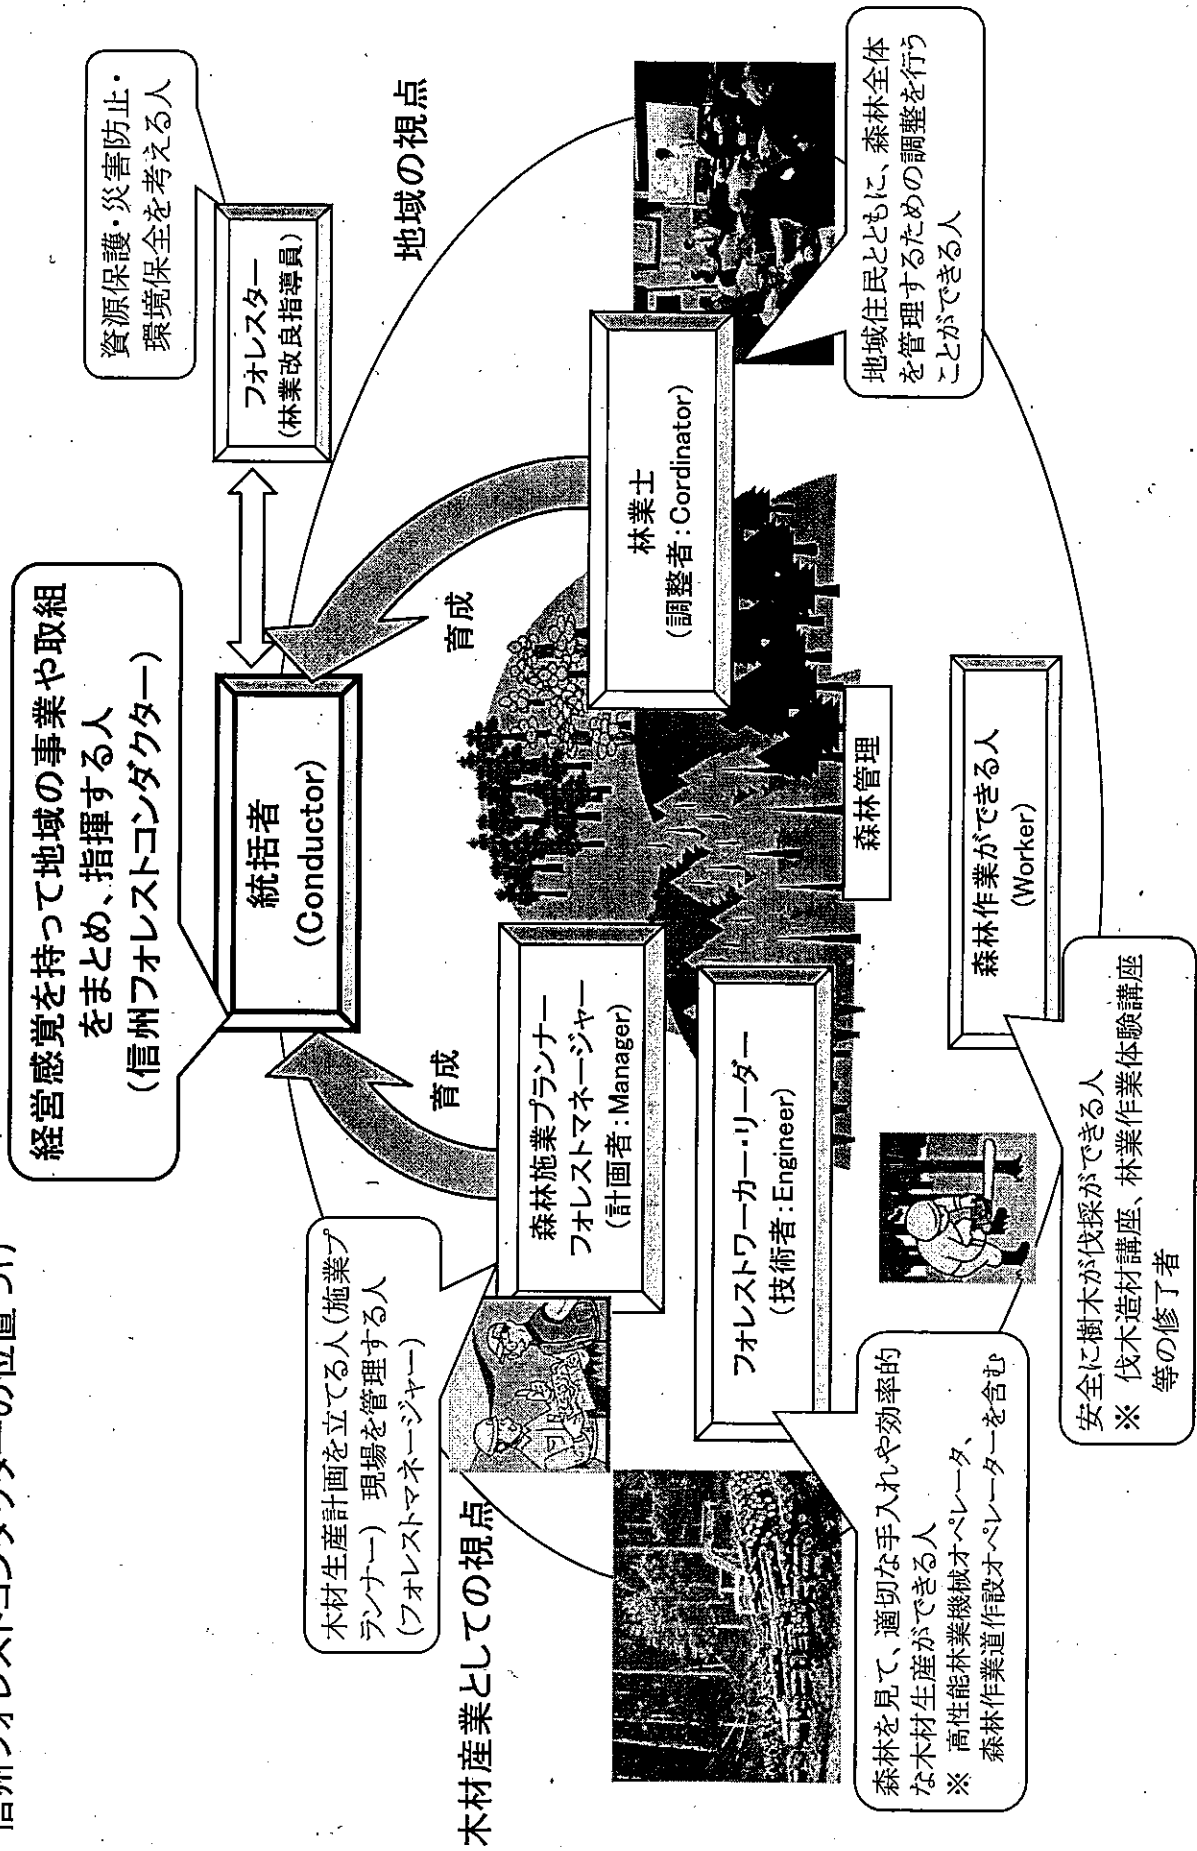 信州フォレストコンダクターの位置づけ
経営感覚を持って地域の事業や取組
をまとめ、指揮する人
(信州フォレストコンダクター)
統括者
(Conductor)
資源保護・災害防止・
環境保全を考える人
フォレスター
(林業改良指導員)
木材生産計画を立てる人(施業プ
ランナー) 現場を管理する人
(フォレストマネージャー)
育成
育成
地域の視点
木材産業としての視点
森林施業プランナー
フォレストマネージャー
(計画者:Manager)
林業士
(調整者:Cordinator)
フォレストワーカー・リーダー
(技術者:Engineer)
森林管理
地域住民とともに、森林全体
を管理するための調整を行う
ことができる人
森林を見て、適切な手入れや効率的
な木材生産ができる人
※ 高性能林業機械オペレータ、
森林作業道作設オペレーターを含む
森林作業ができる人
(Worker)
安全に樹木が伐採ができる人
※ 伐木造材講座、林業作業体験講座
等の修了者